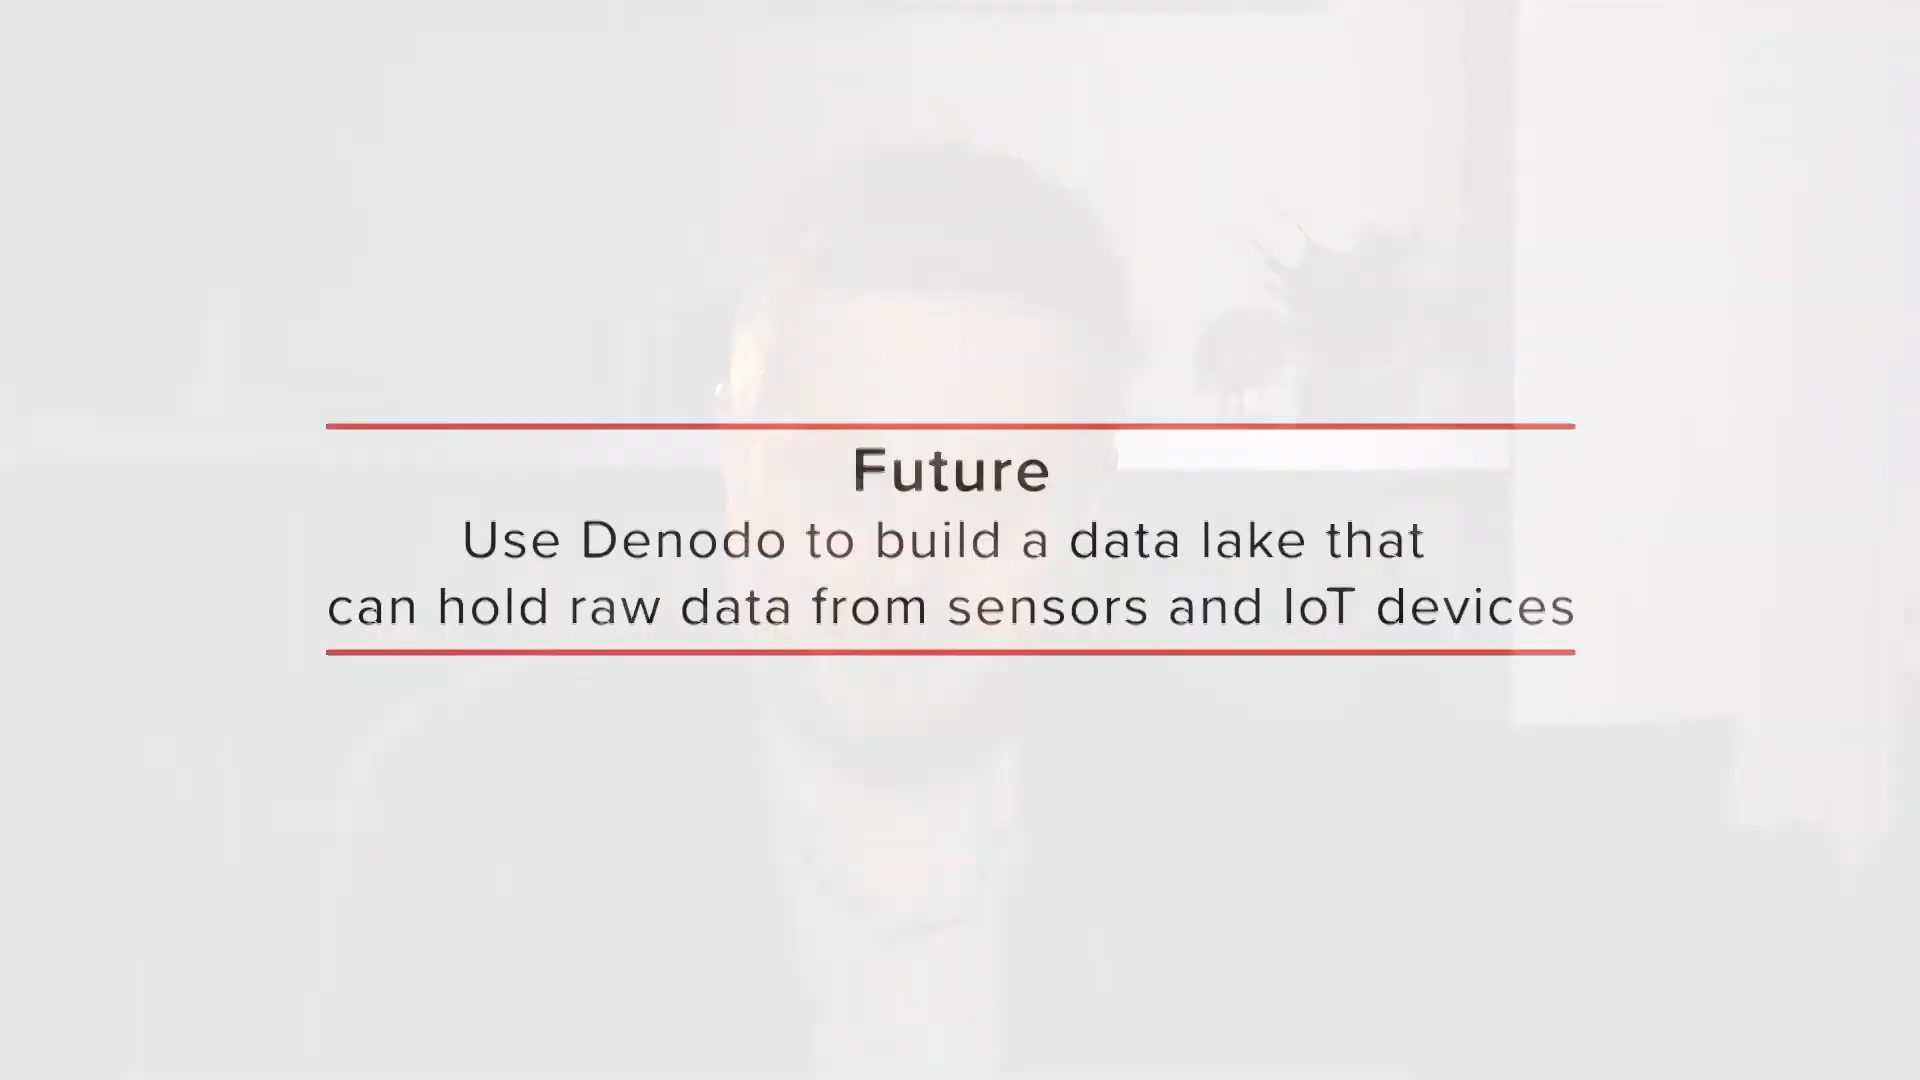 Future
Use Denodo to build a data lake that
can hold raw data from sensors and IoT devices